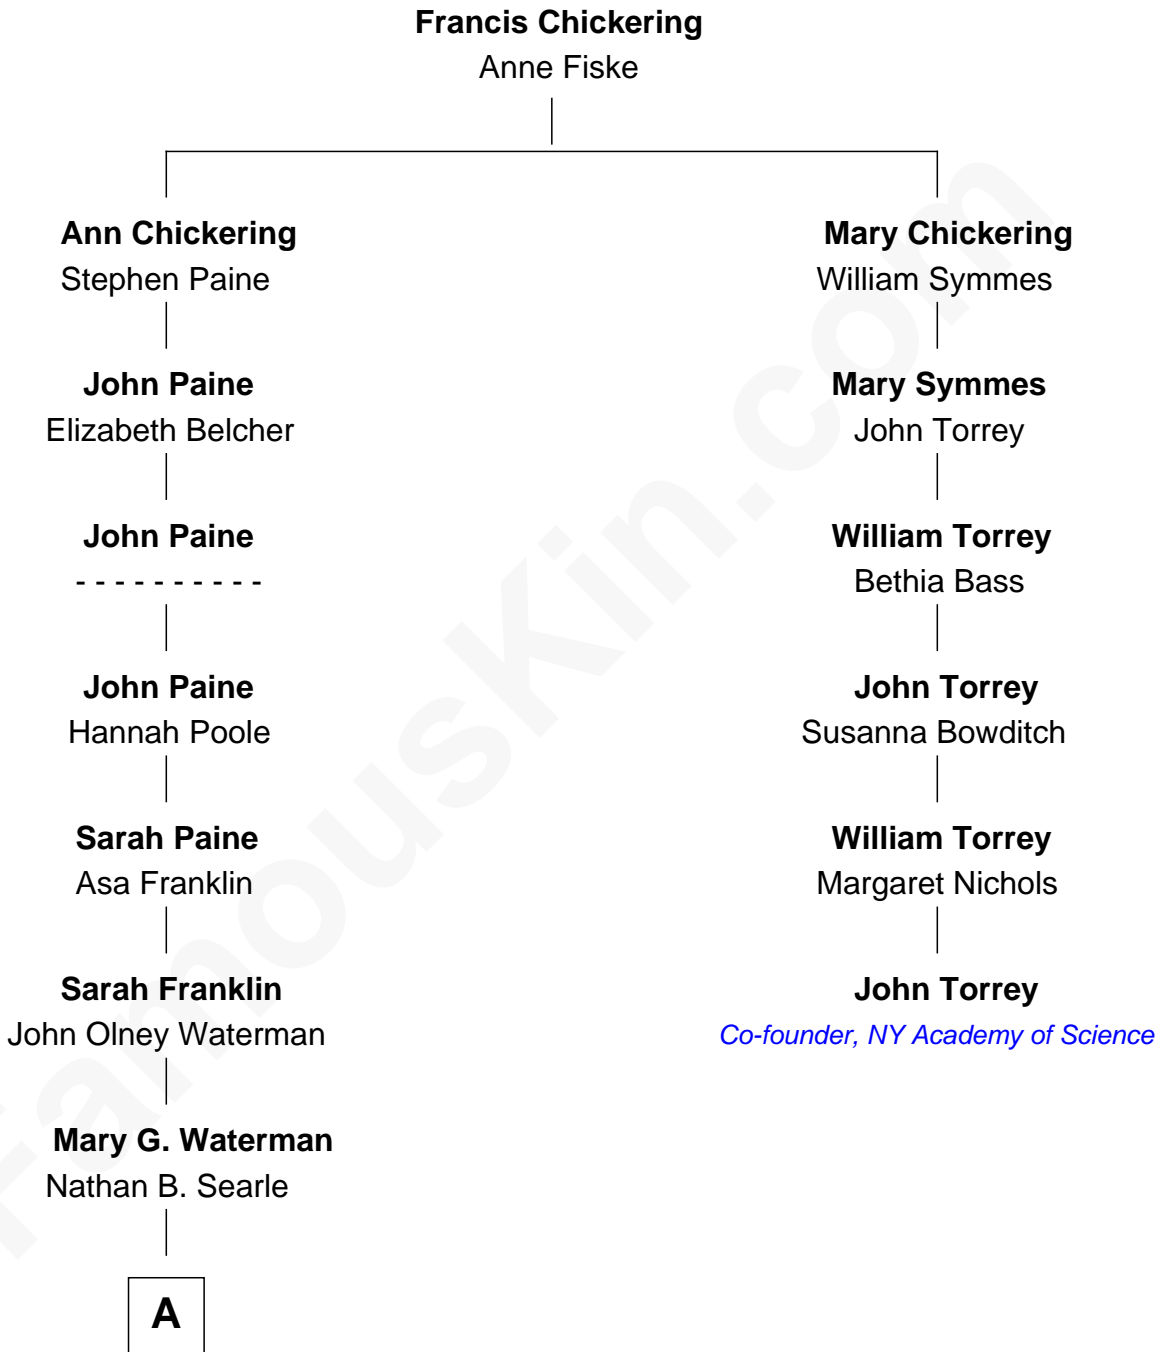 Francis Chickering
Anne Fiske
Ann Chickering
Stephen Paine
Mary Chickering
William Symmes
John Paine
Elizabeth Belcher
Mary Symmes
John Torrey
John Paine
- - - - - - - - - -
William Torrey
Bethia Bass
John Paine
Hannah Poole
John Torrey
Susanna Bowditch
Sarah Paine
Asa Franklin
William Torrey
Margaret Nichols
Sarah Franklin
John Olney Waterman
John Torrey
Co-founder, NY Academy of Science
Mary G. Waterman
Nathan B. Searle
A
FamousKin.com